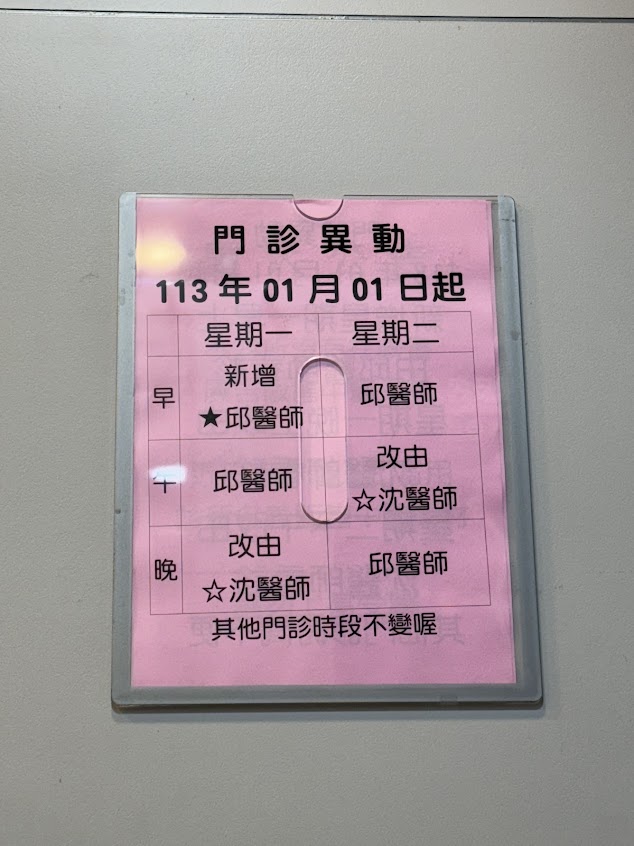 門診異動
113年01月01日起
星期一 星期二
早 新增 ★邱醫師 邱醫師
午 邱醫師 改由 ☆沈醫師
晚 改由 ☆沈醫師 邱醫師
其他門診時段不變喔